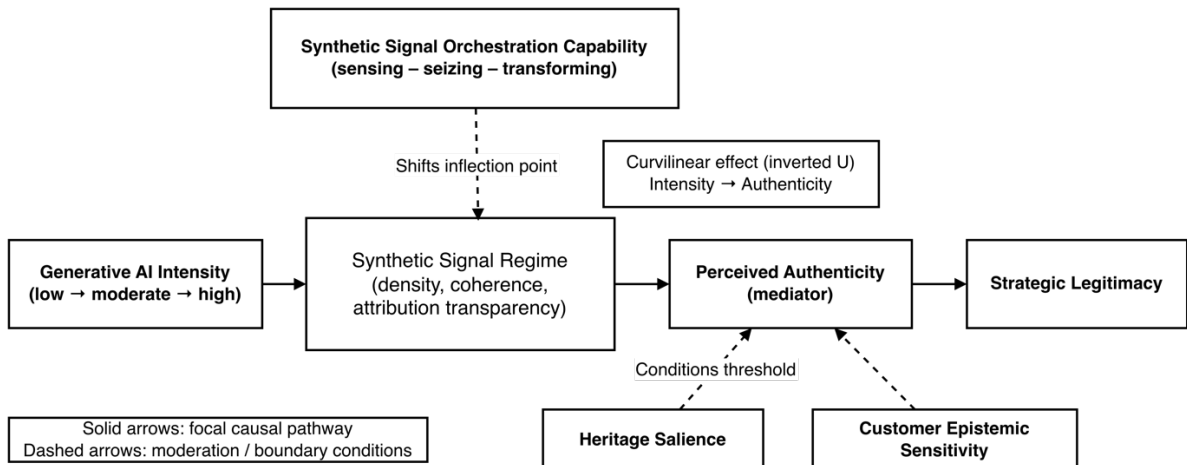 Synthetic Signal Orchestration Capability
(sensing – seizing – transforming)
Shifts inflection point
Curvilinear effect (inverted U)
Intensity → Authenticity
Generative AI Intensity
(low → moderate → high)
Synthetic Signal Regime
(density, coherence,
attribution transparency)
Perceived Authenticity
(mediator)
Strategic Legitimacy
Conditions threshold
Solid arrows: focal causal pathway
Dashed arrows: moderation / boundary conditions
Heritage Salience
Customer Epistemic
Sensitivity